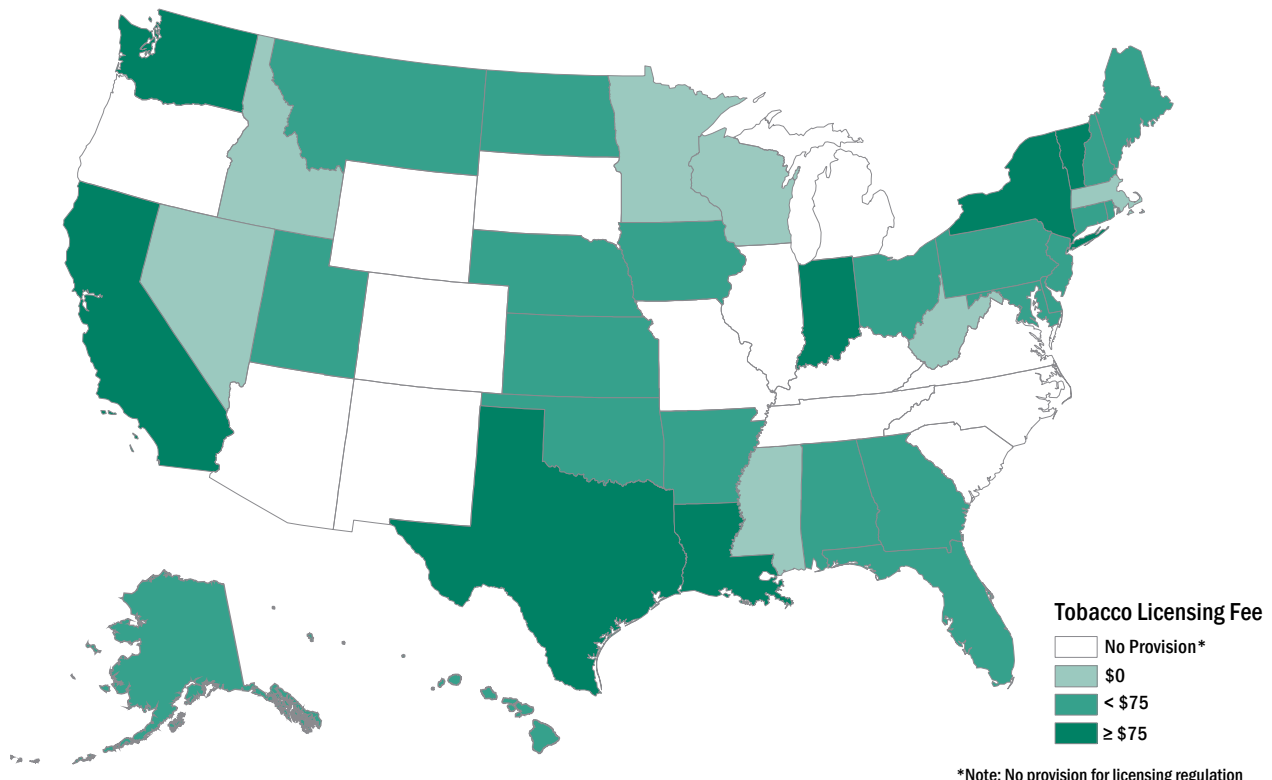 Tobacco Licensing Fee
No Provision*
$0
< $75
≥ $75
*Note: No provision for licensing regulation